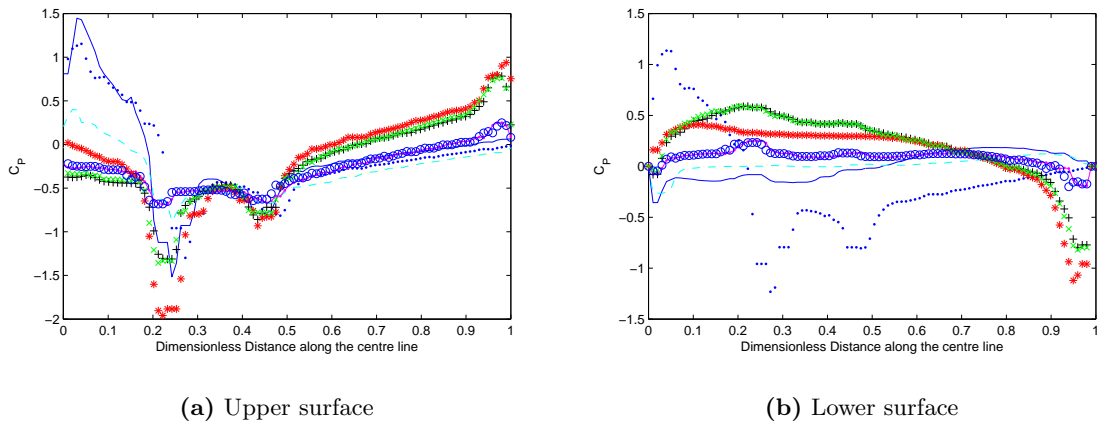 1.5
1
0.5
0
−0.5
−1
−1.5
−2
C_P
0 0.1 0.2 0.3 0.4 0.5 0.6 0.7 0.8 0.9 1
Dimensionless Distance along the centre line
(a) Upper surface
1.5
1
0.5
0
−0.5
−1
−1.5
C_P
0 0.1 0.2 0.3 0.4 0.5 0.6 0.7 0.8 0.9 1
Dimensionless Distance along the centre line
(b) Lower surface